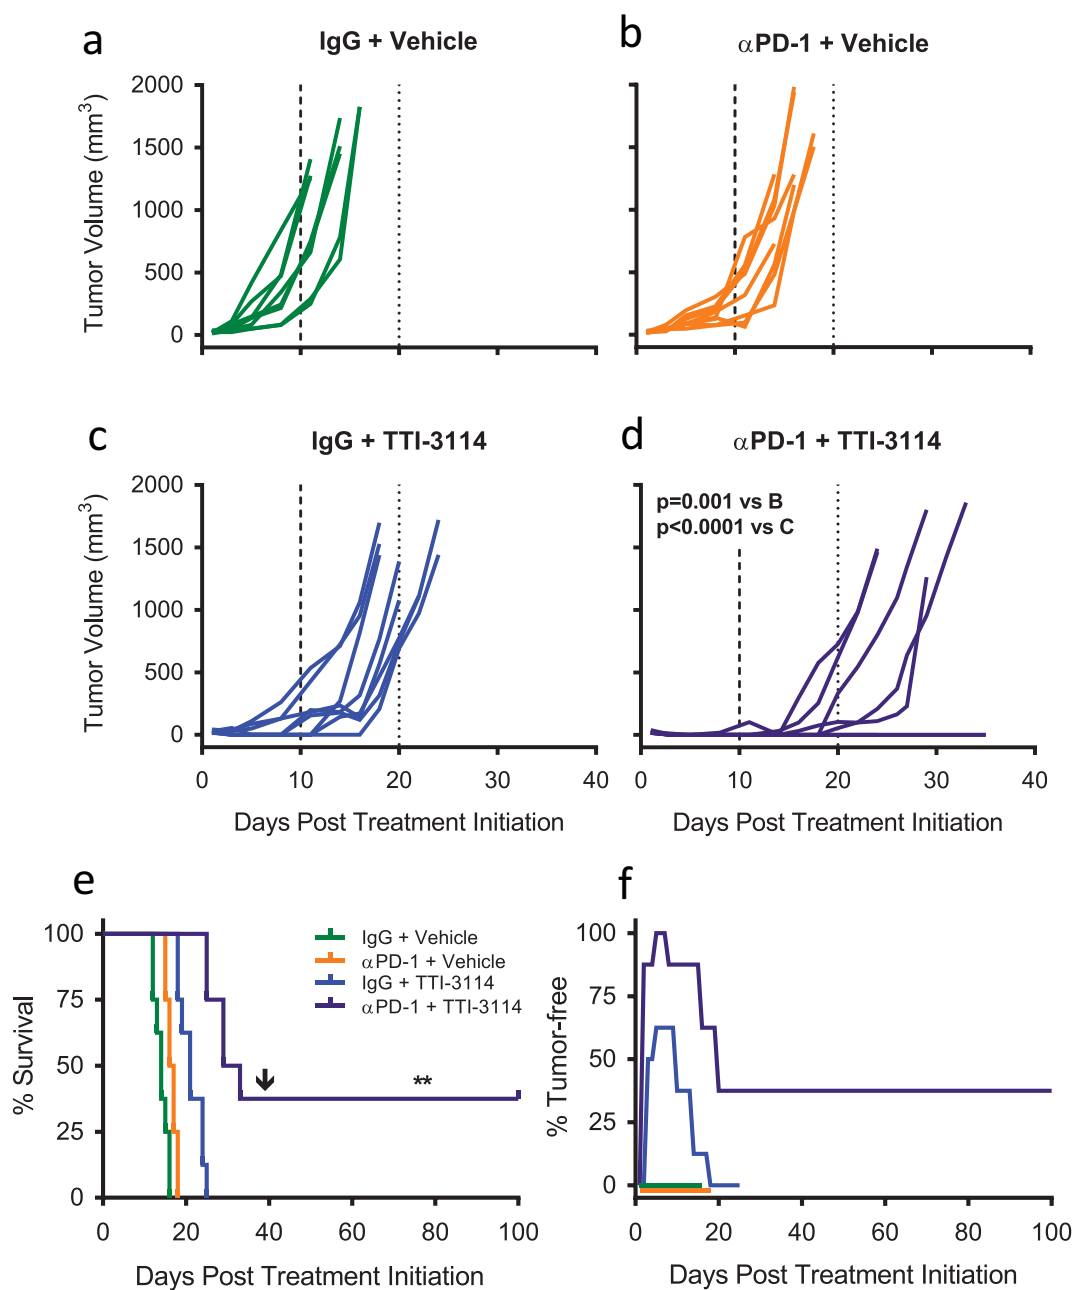 a
IgG + Vehicle
b
αPD-1 + Vehicle
Tumor Volume (mm³)
2000
1500
1000
500
0
0
10
20
30
40
c
IgG + TTI-3114
d
αPD-1 + TTI-3114
Tumor Volume (mm³)
2000
1500
1000
500
0
p=0.001 vs B
p<0.0001 vs C
0
10
20
30
40
0
10
20
30
40
Days Post Treatment Initiation
Days Post Treatment Initiation
e
f
% Survival
100
75
50
25
0
IgG + Vehicle
αPD-1 + Vehicle
IgG + TTI-3114
αPD-1 + TTI-3114
**
0
20
40
60
80
100
Days Post Treatment Initiation
% Tumor-free
100
75
50
25
0
0
20
40
60
80
100
Days Post Treatment Initiation